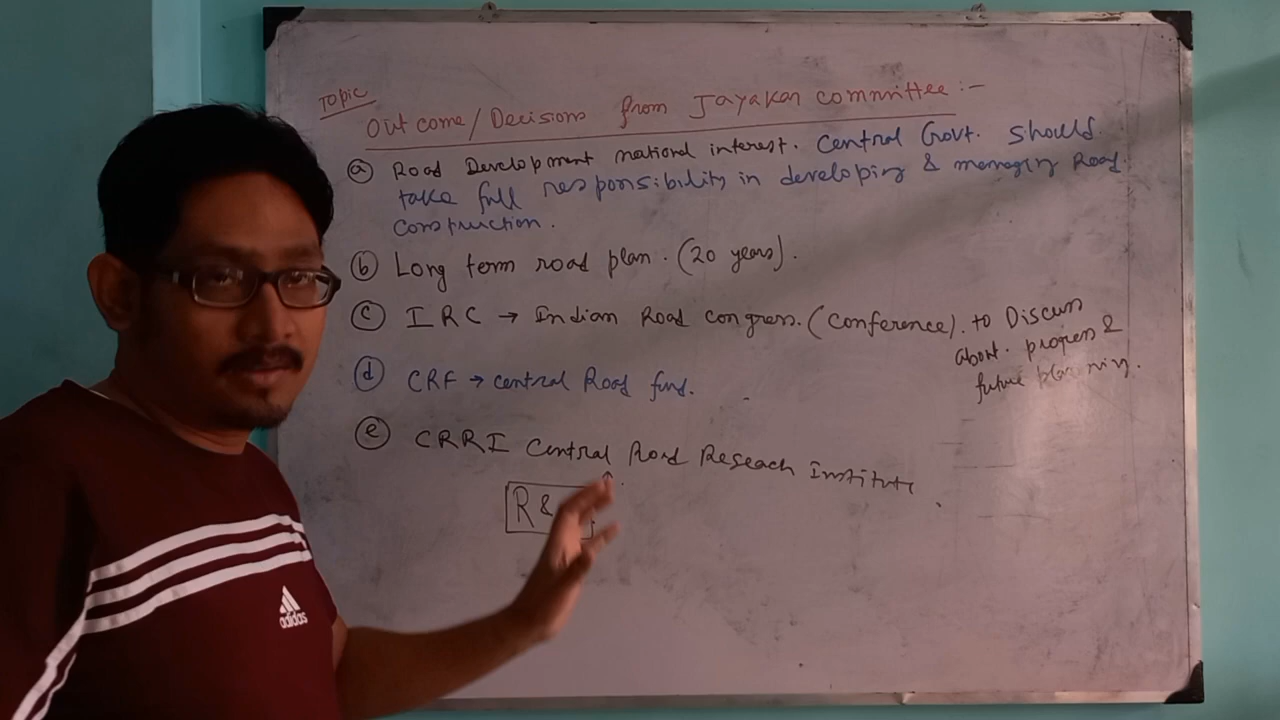 Topic
Outcome/Decisions from Jayakar committee :-
(a) Road Development national interest. Central Govt. should
take full responsibility in developing & managing Road
construction.
(b) Long term road plan. (20 years).
(c) IRC → Indian Road congress. (conference). to Discuss
about. progress &
future planning.
(d) CRF → central Road fund.
(e) CRRI Central Road Reseach Institute
R &
adidas